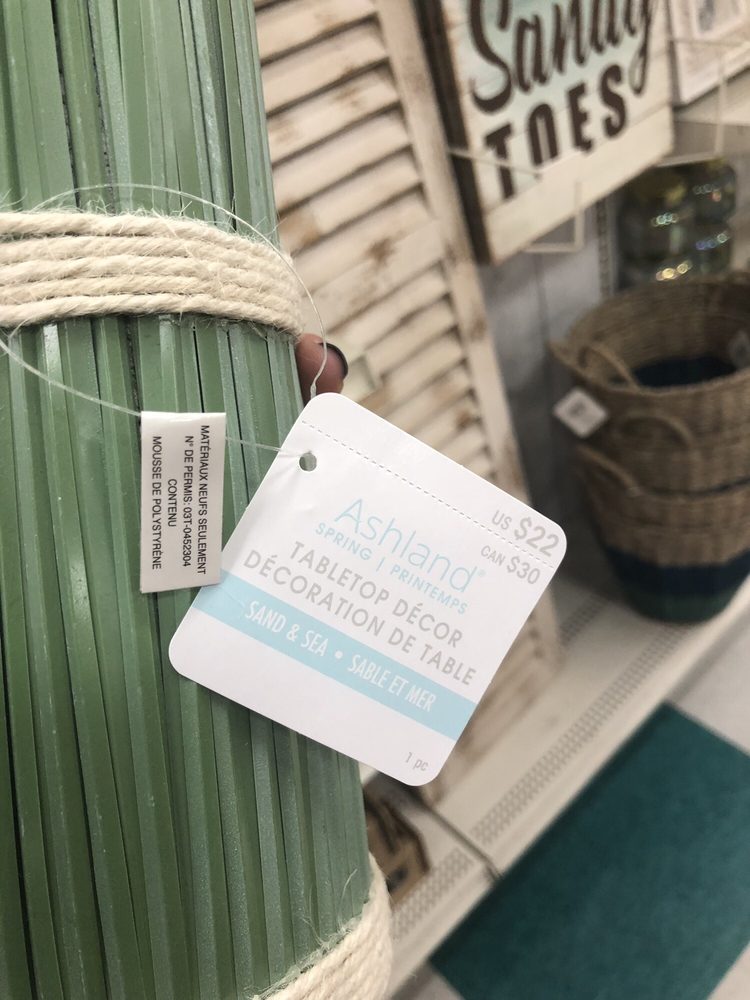 Sandy
TOES
MATÉRIAUX NEUFS SEULEMENT
Nº DE PERMIS: 03T-0452304
CONTENU
MOUSSE DE POLYSTYRÈNE
US $22
CAN $30
Ashland®
SPRING | PRINTEMPS
TABLETOP DÉCOR
DÉCORATION DE TABLE
SAND & SEA • SABLE ET MER
1 pc